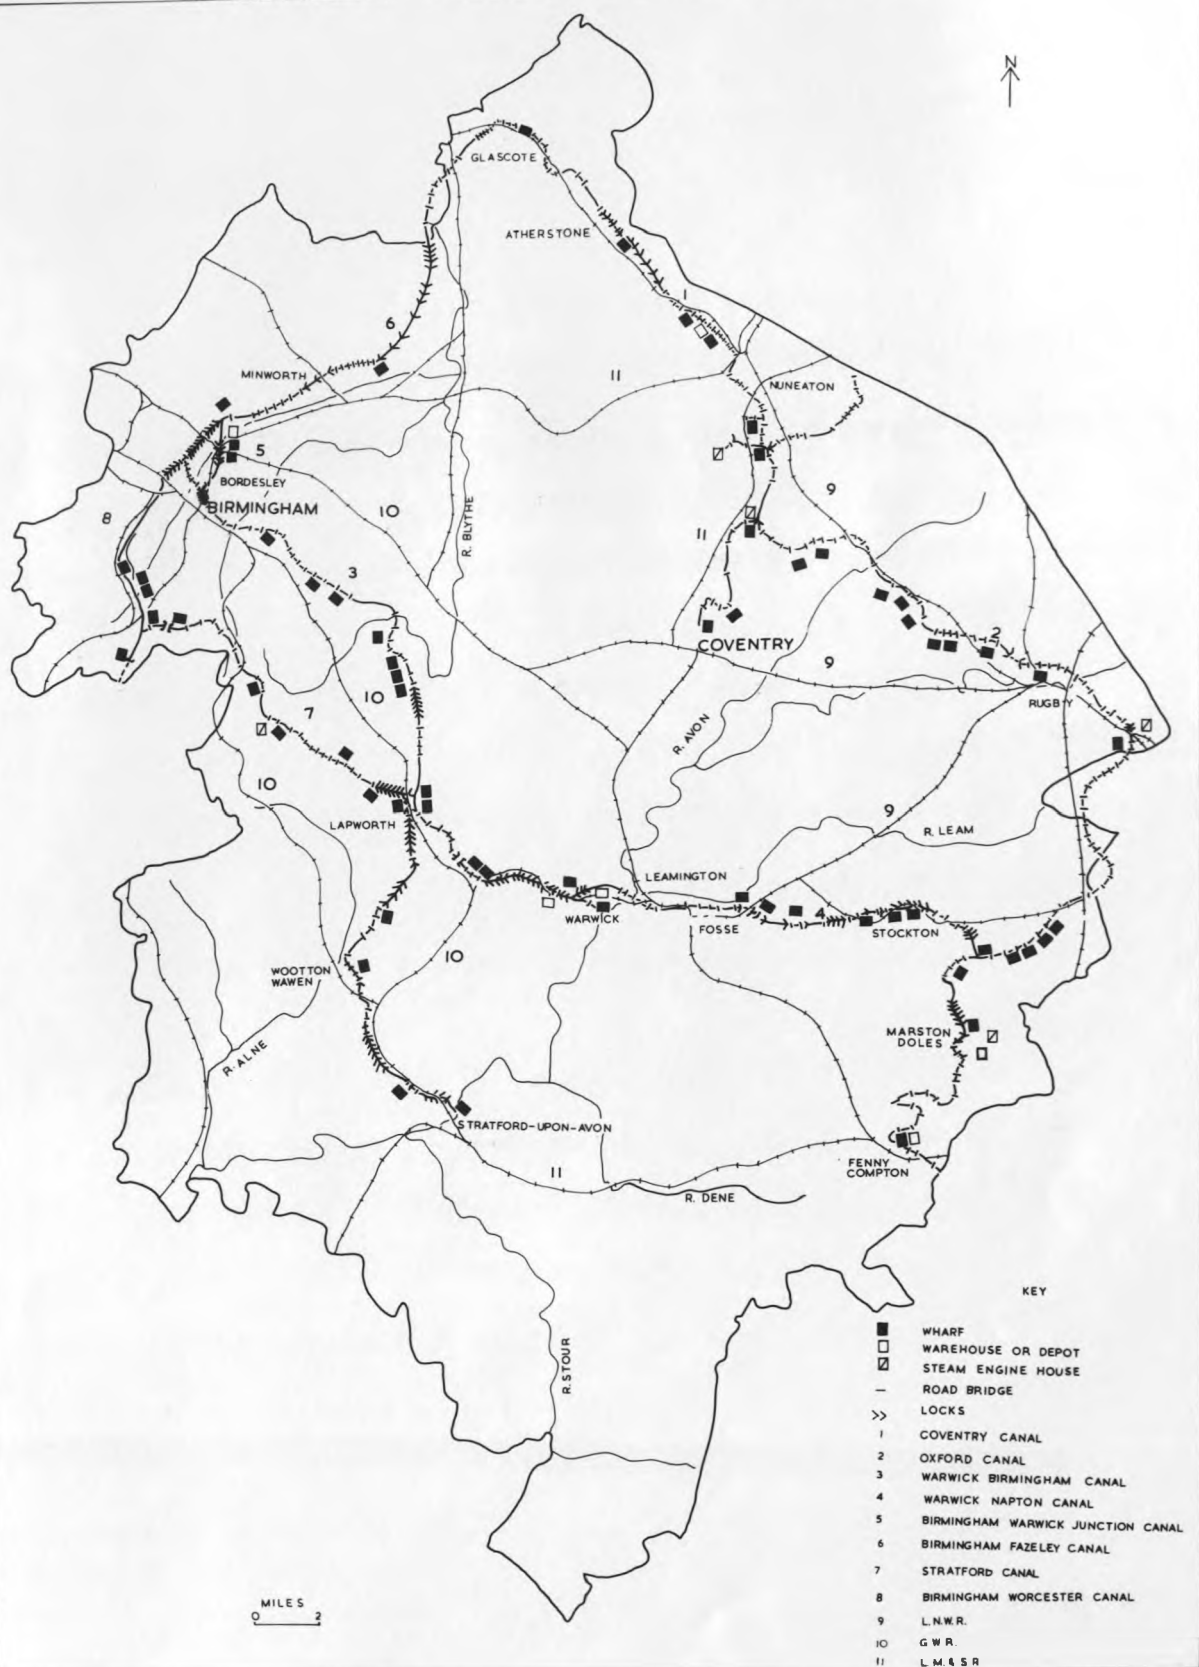 N
GLASCOTE
ATHERSTONE
1
6
MINWORTH
11
NUNEATON
5
BORDESLEY
BIRMINGHAM
8
10
R. BLYTHE
9
11
3
2
COVENTRY
9
10
RUGBY
7
R. AVON
10
9
R. LEAM
LAPWORTH
LEAMINGTON
WARWICK
FOSSE
4
STOCKTON
10
WOOTTON
WAWEN
MARSTON
DOLES
R. ALNE
STRATFORD-UPON-AVON
11
FENNY
COMPTON
R. DENE
R. STOUR
KEY
WHARF
WAREHOUSE OR DEPOT
STEAM ENGINE HOUSE
ROAD BRIDGE
LOCKS
1 COVENTRY CANAL
2 OXFORD CANAL
3 WARWICK BIRMINGHAM CANAL
4 WARWICK NAPTON CANAL
5 BIRMINGHAM WARWICK JUNCTION CANAL
6 BIRMINGHAM FAZELEY CANAL
7 STRATFORD CANAL
8 BIRMINGHAM WORCESTER CANAL
9 L.N.W.R.
10 G W R.
11 L M. & S R
MILES
0 2